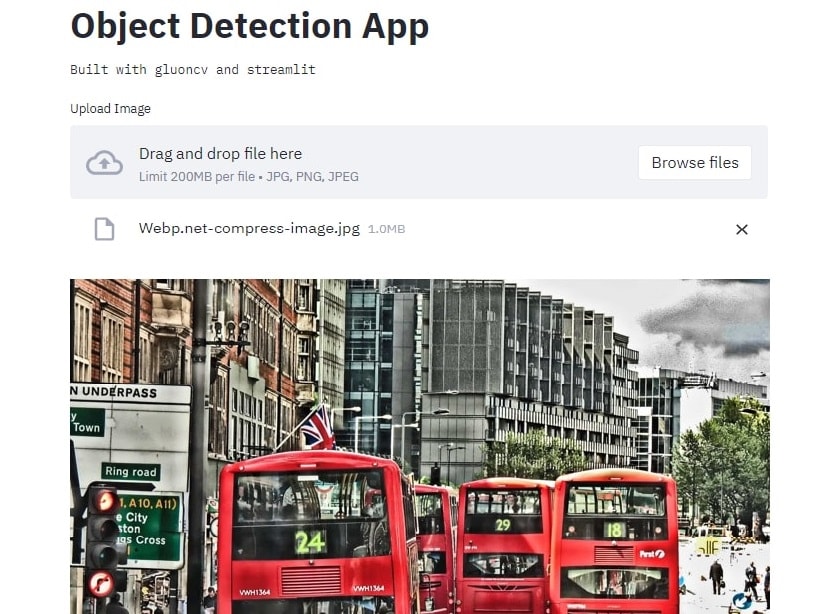 Object Detection App
Built with gluoncv and streamlit
Upload Image
Drag and drop file here
Limit 200MB per file • JPG, PNG, JPEG
Browse files
Webp.net-compress-image.jpg 1.0MB
N UNDERPASS
y
Town
Ring road
1, A10, A11)
e City
ston
gs Cross
24
VWH1364
VWH1364
29
18
First